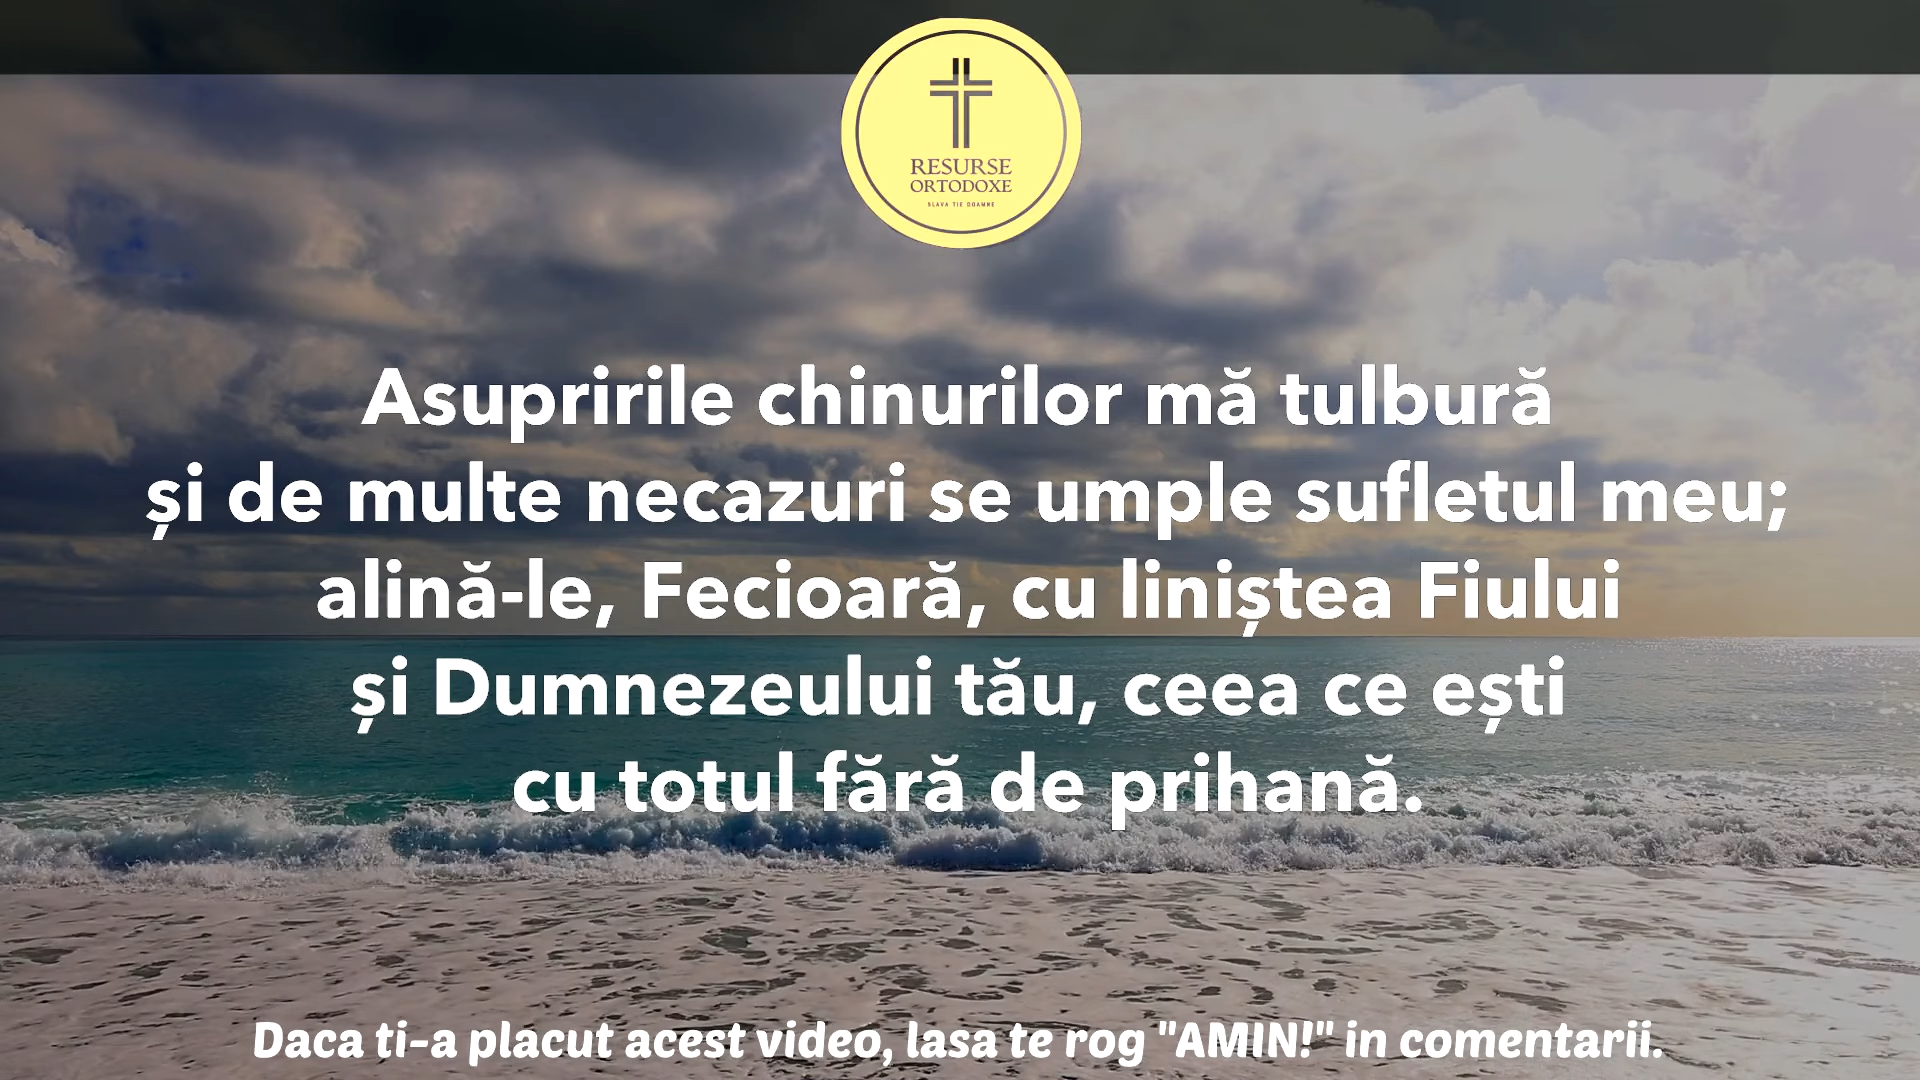 RESURSE
ORTODOXE
SLAVA TIE DOAMNE
Asupririle chinurilor mă tulbură
și de multe necazuri se umple sufletul meu;
alină-le, Fecioară, cu liniștea Fiului
și Dumnezeului tău, ceea ce ești
cu totul fără de prihană.
Daca ti-a placut acest video, lasa te rog "AMIN!" in comentarii.